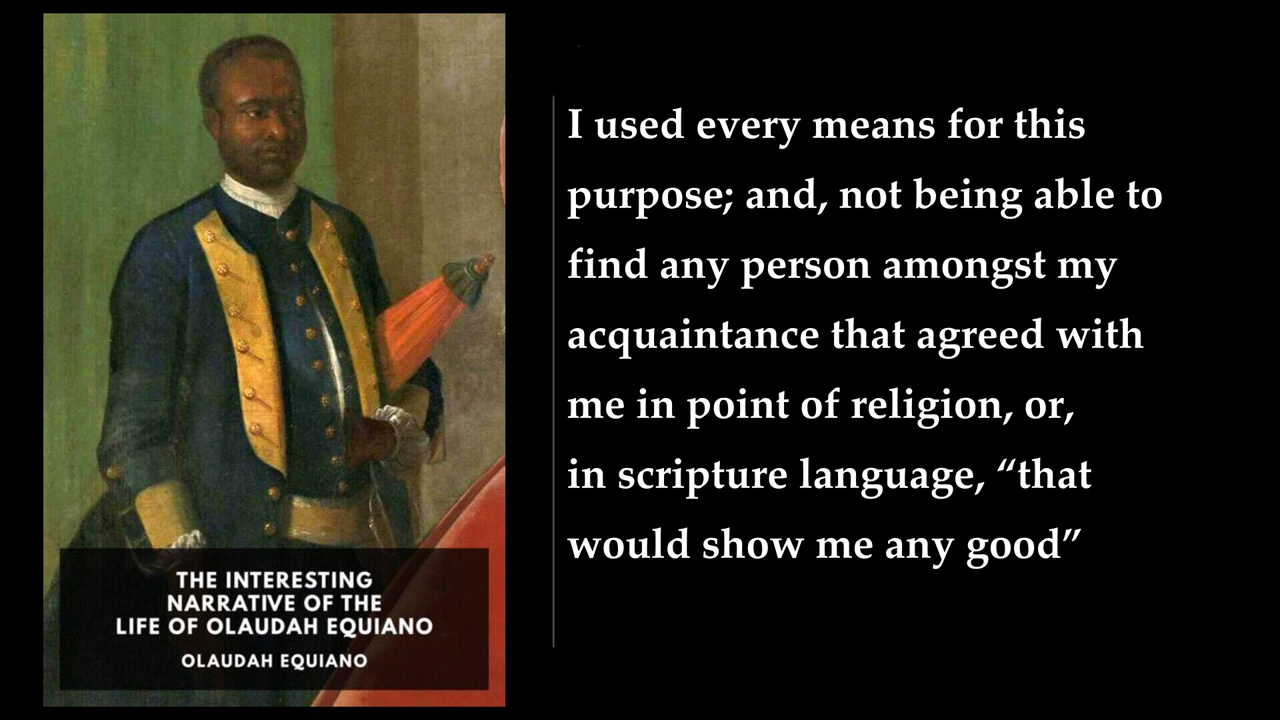 THE INTERESTING
NARRATIVE OF THE
LIFE OF OLAUDAH EQUIANO
OLAUDAH EQUIANO
I used every means for this
purpose; and, not being able to
find any person amongst my
acquaintance that agreed with
me in point of religion, or,
in scripture language, “that
would show me any good”